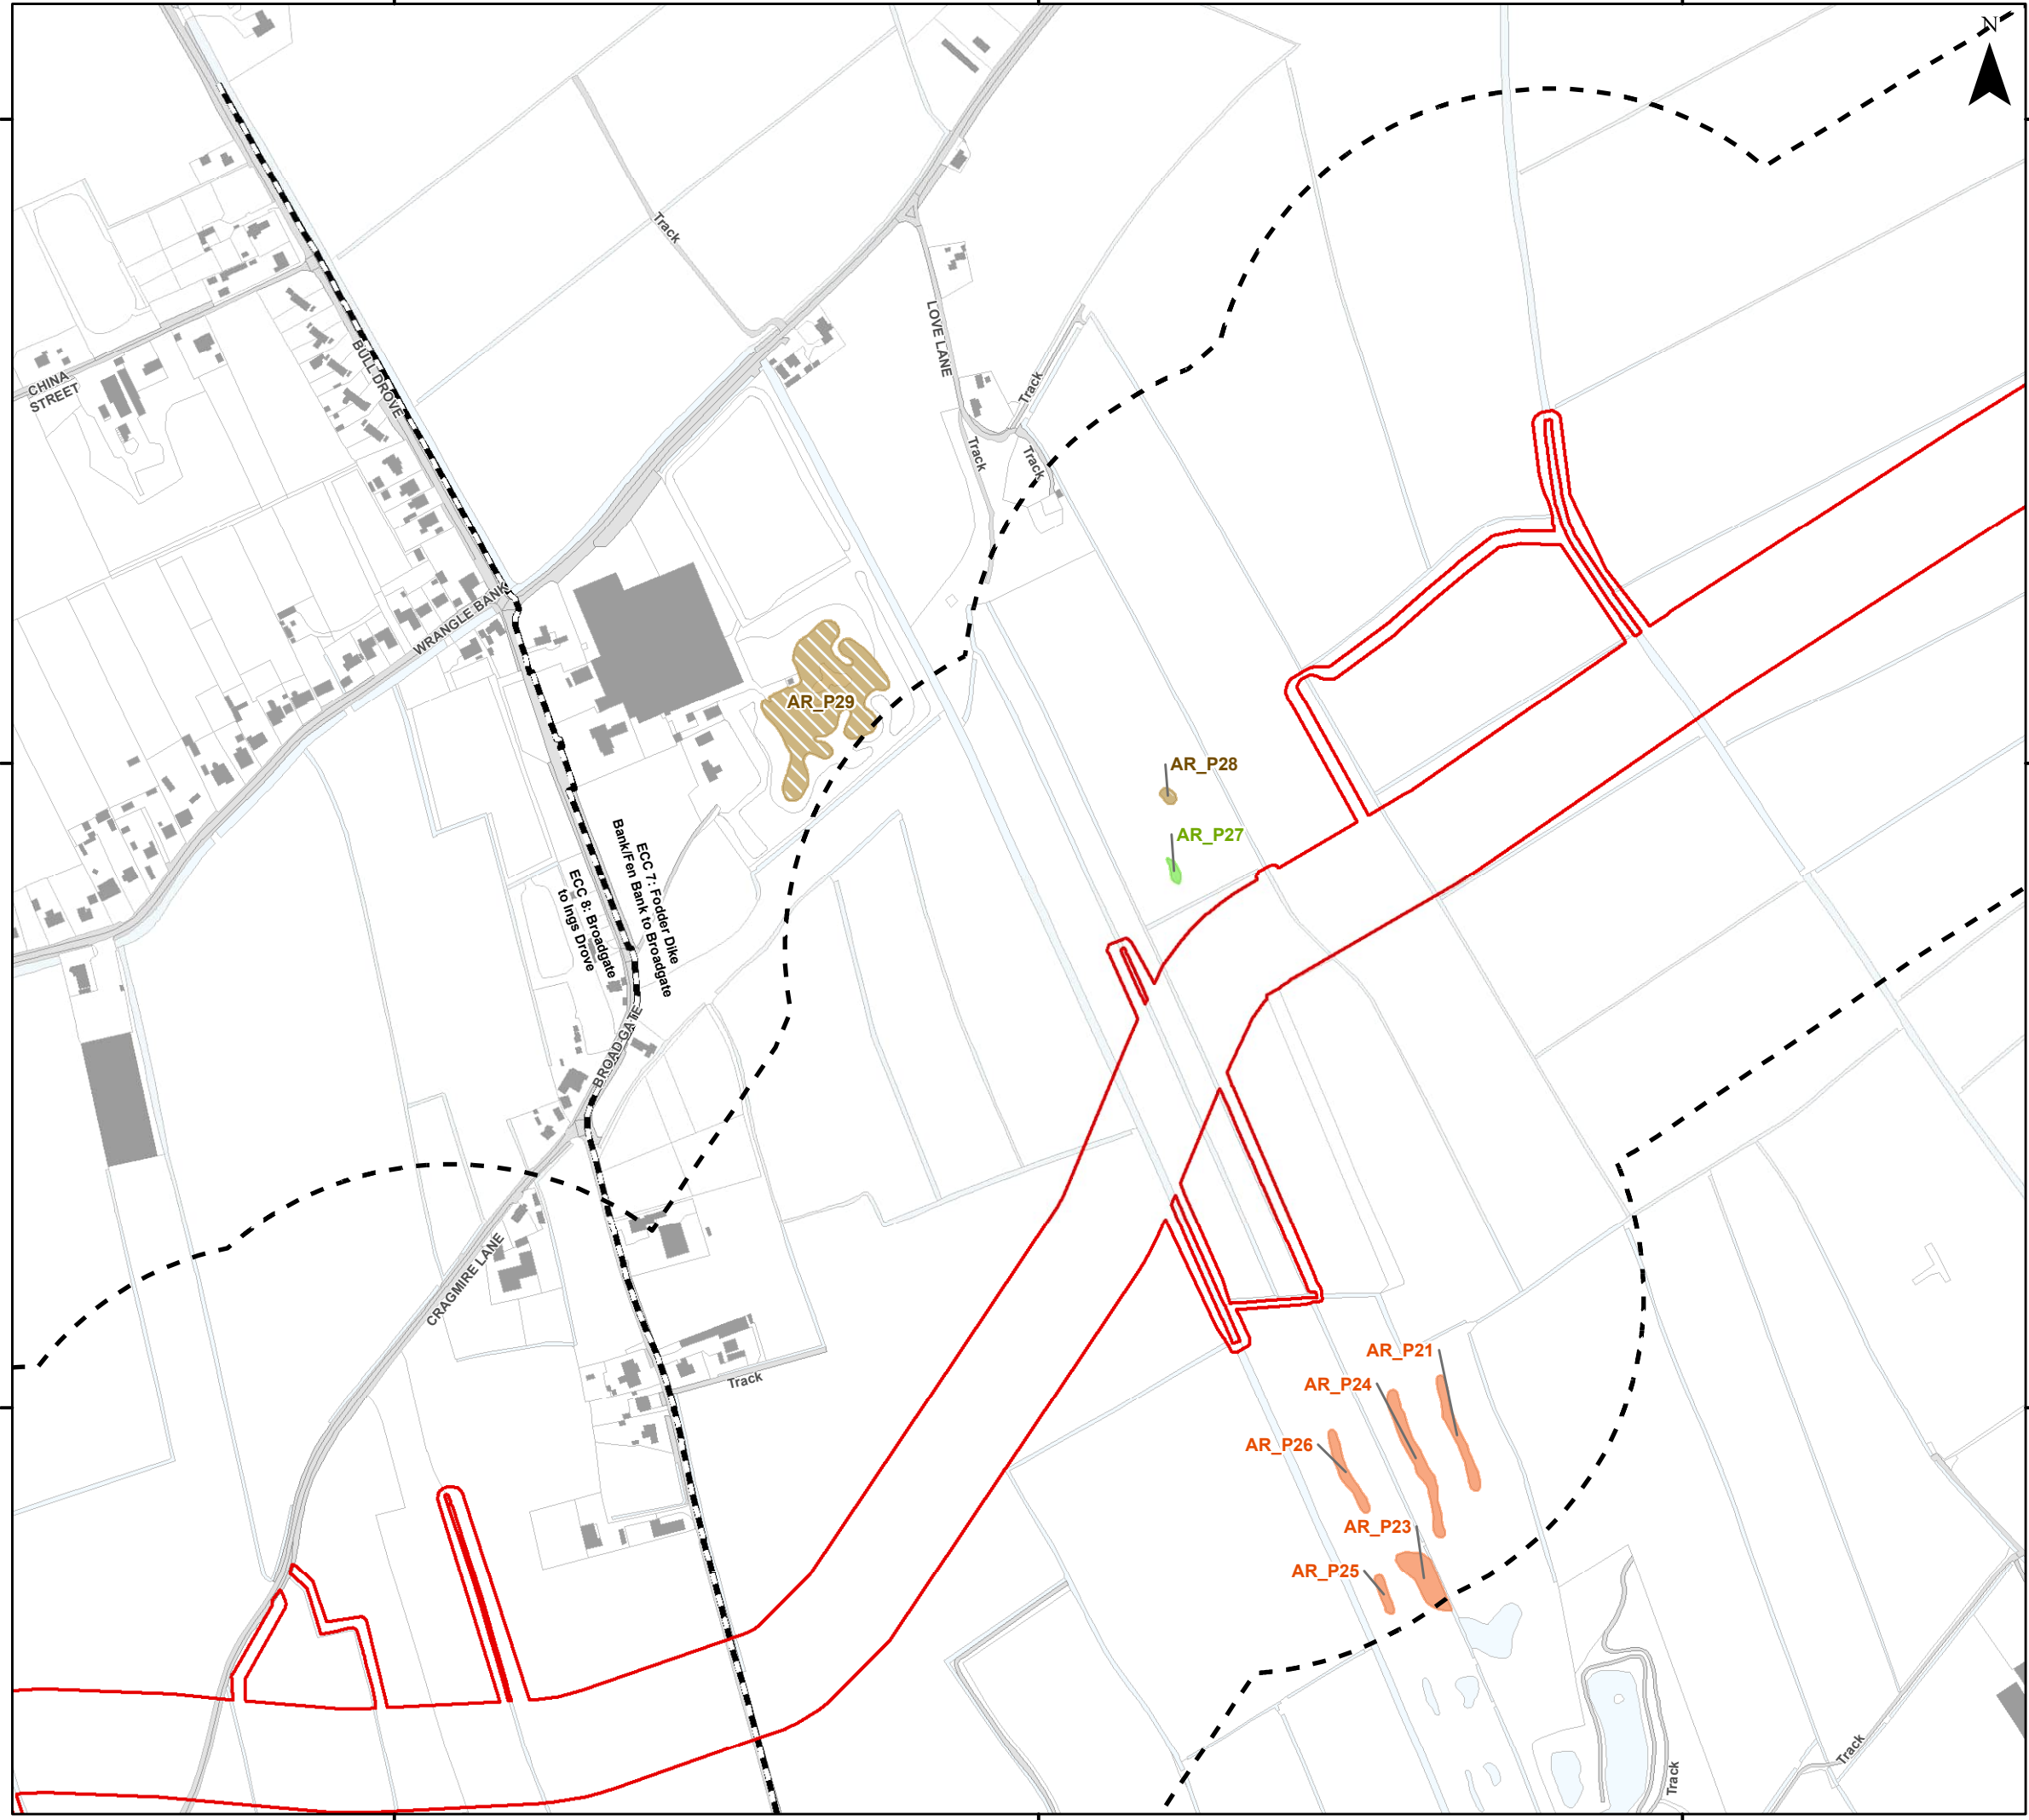 N
Track
LOVE LANE
BULL DROVE
CHINA
STREET
Track
Track
Track
WRANGLE BANK
AR_P29
AR_P28
AR_P27
ECC 7: Fodder Dike
Bank/Fen Bank to Broadgate
ECC 8: Broadgate
to Ings Drove
BROAD GATE
CRAGMIRE LANE
Track
AR_P21
AR_P24
AR_P26
AR_P23
AR_P25
Track
Track